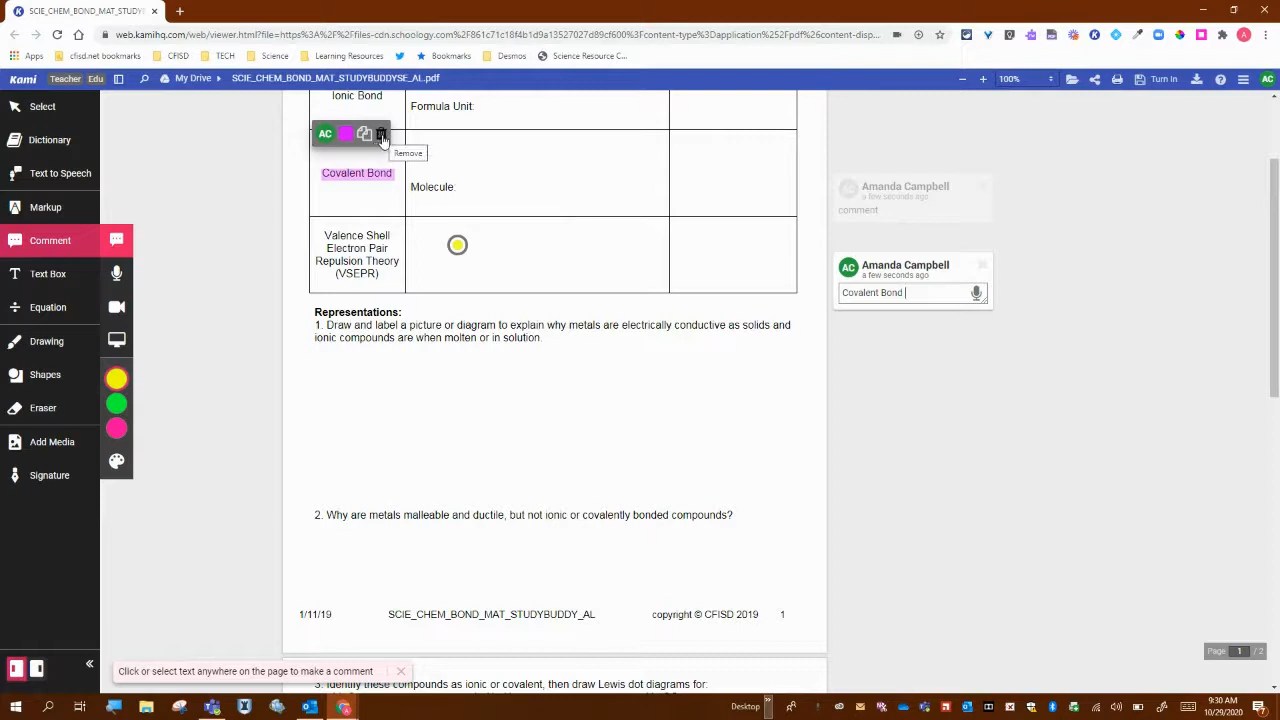 SCIE_CHEM_BOND_MAT_STUDYBUD
web.kamihq.com/web/viewer.html?file=https%3A%2F%2Ffiles-cdn.schoology.com%2F861c71c18f4b1d9a13527027d89cf600%3Fcontent-type%3Dapplication%252Fpdf%26content-disp...
Apps
cfisd.net bookmarks
CFISD
TECH
Science
Learning Resources
Bookmarks
Desmos
Science Resource C...
Kami
Teacher
Edu
My Drive
SCIE_CHEM_BOND_MAT_STUDYBUDDYSE_AL.pdf
100%
Turn In
AC
Select
Dictionary
Text to Speech
Markup
Comment
Text Box
Equation
Drawing
Shapes
Eraser
Add Media
Signature
Ionic Bond
Formula Unit:
AC
Remove
Covalent Bond
Molecule:
Valence Shell
Electron Pair
Repulsion Theory
(VSEPR)
Amanda Campbell
a few seconds ago
comment
AC
Amanda Campbell
a few seconds ago
Covalent Bond
Representations:
1. Draw and label a picture or diagram to explain why metals are electrically conductive as solids and
ionic compounds are when molten or in solution.
2. Why are metals malleable and ductile, but not ionic or covalently bonded compounds?
1/11/19
SCIE_CHEM_BOND_MAT_STUDYBUDDY_AL
copyright © CFISD 2019
1
Click or select text anywhere on the page to make a comment
3. Identify these compounds as ionic or covalent, then draw Lewis dot diagrams for:
Page 1 / 2
Desktop
9:30 AM
10/29/2020